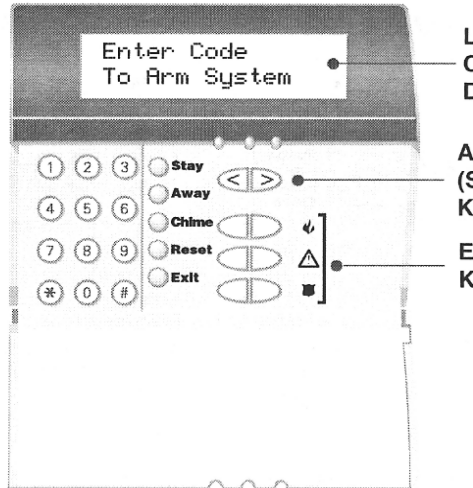 Enter Code
To Arm System
1 2 3
Stay
< >
Away
4 5 6
Chime
7 8 9
Reset
Exit
* 0 #
L
C
D
A
(S
K
E
K